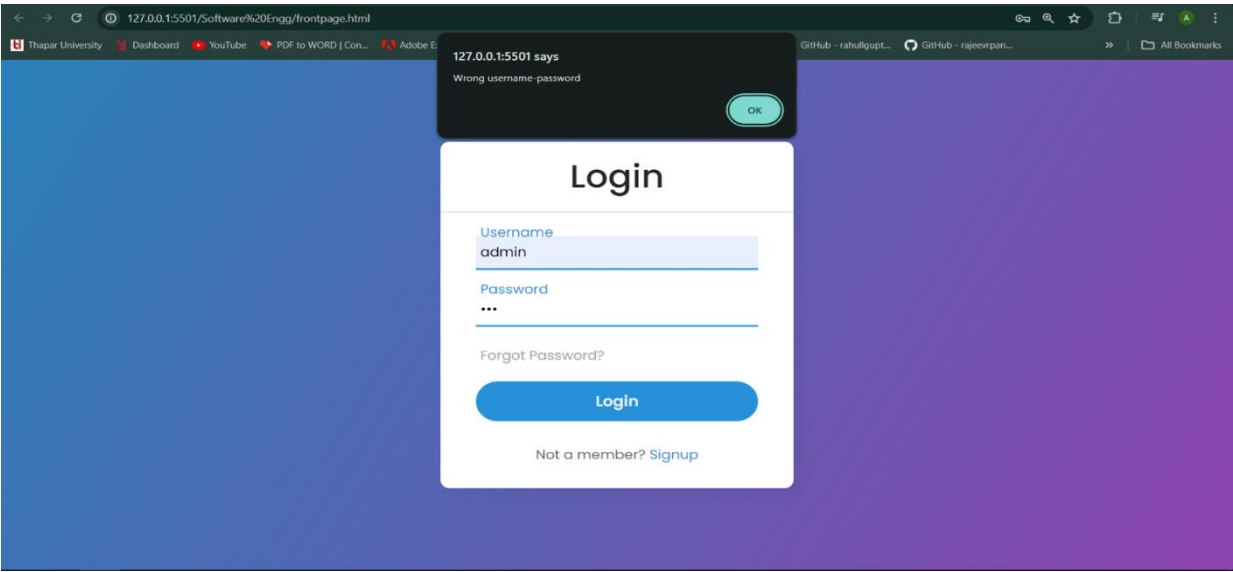 127.0.0.1:5501/Software%20Engg/frontpage.html
A
Thapar University Dashboard YouTube PDF to WORD | Con... Adobe E GitHub - rahullgupt... GitHub - rajeevrpan... » All Bookmarks
127.0.0.1:5501 says
Wrong username-password
OK
Login
Username
admin
Password
•••
Forgot Password?
Login
Not a member? Signup